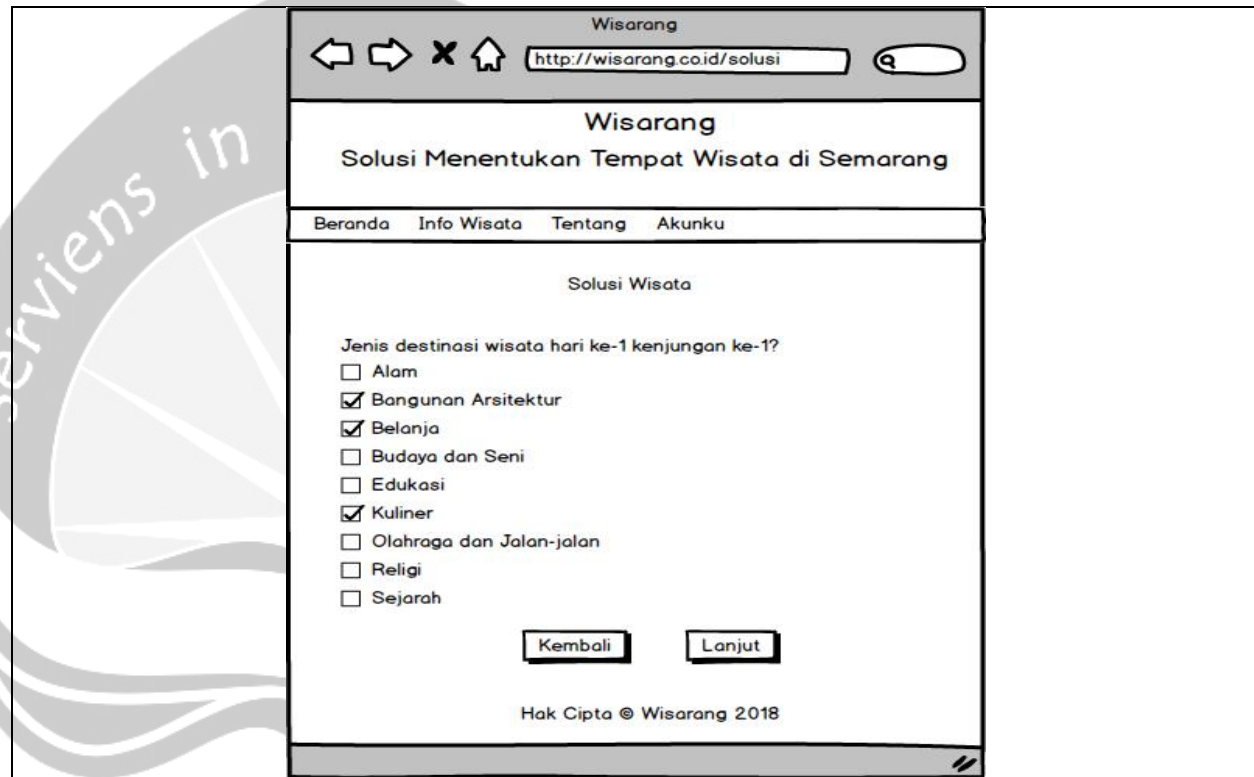 Wisarang
http://wisarang.co.id/solusi
Wisarang
Solusi Menentukan Tempat Wisata di Semarang
Beranda Info Wisata Tentang Akunku
Solusi Wisata
Jenis destinasi wisata hari ke-1 kenjungan ke-1?
Alam
Bangunan Arsitektur
Belanja
Budaya dan Seni
Edukasi
Kuliner
Olahraga dan Jalan-jalan
Religi
Sejarah
Kembali Lanjut
Hak Cipta © Wisarang 2018
serviens in